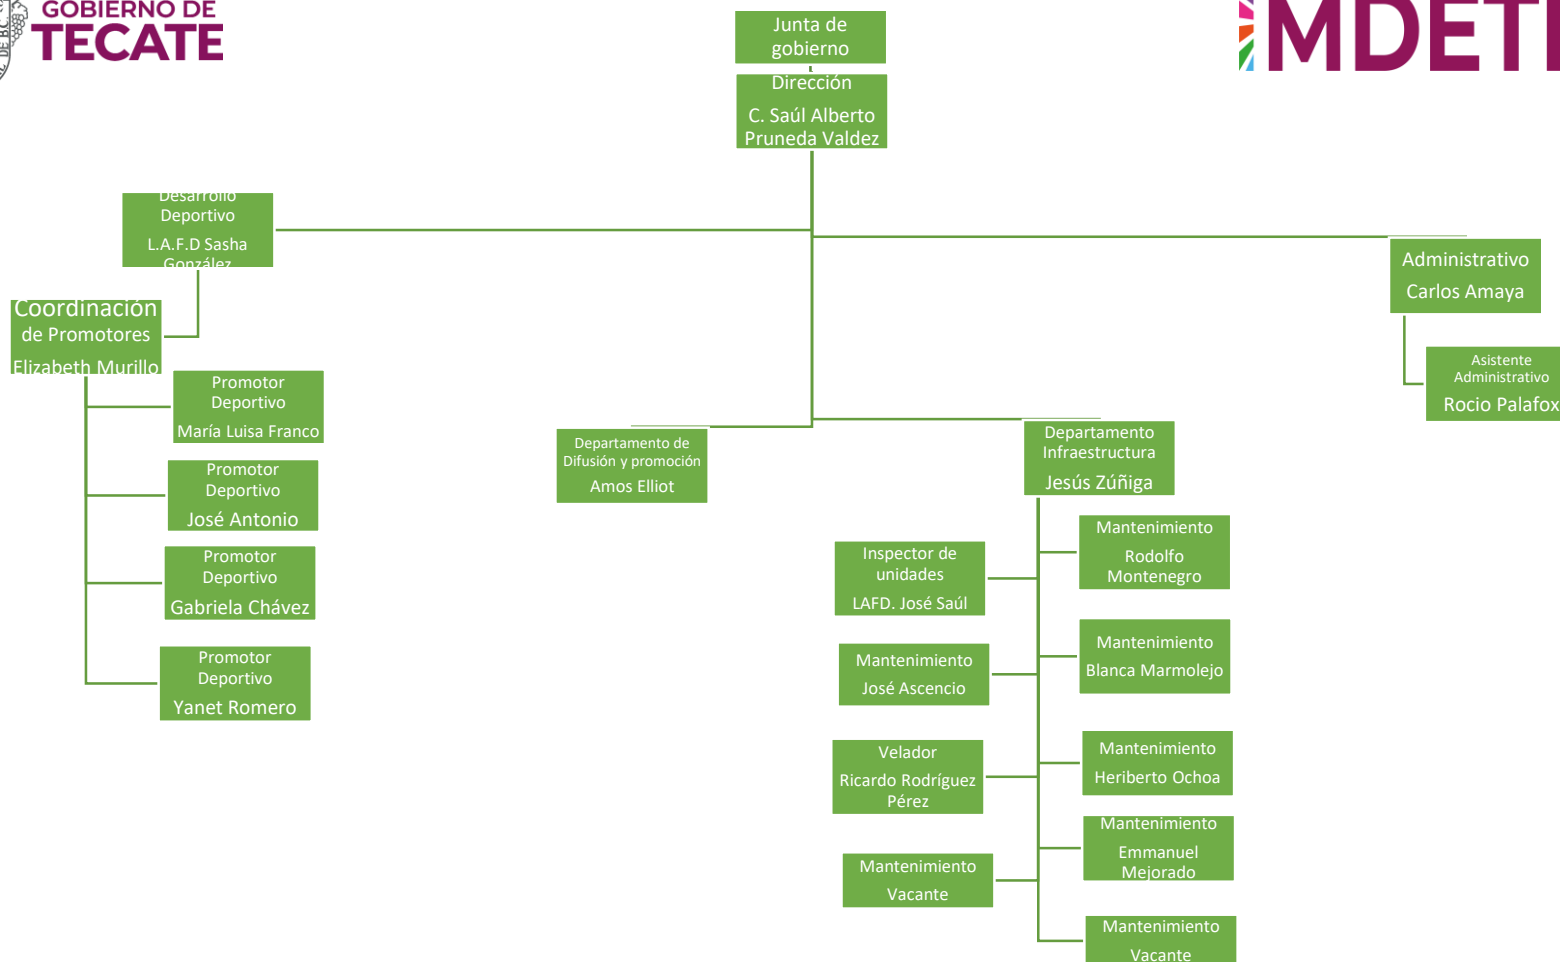 GOBIERNO DE
TECATE
MDETE
Junta de
gobierno
Dirección
C. Saúl Alberto
Pruneda Valdez
Desarrollo
Deportivo
L.A.F.D Sasha
González
Administrativo
Carlos Amaya
Coordinación
de Promotores
Elizabeth Murillo
Asistente
Administrativo
Rocio Palafox
Promotor
Deportivo
María Luisa Franco
Promotor
Deportivo
José Antonio
Promotor
Deportivo
Gabriela Chávez
Promotor
Deportivo
Yanet Romero
Departamento de
Difusión y promoción
Amos Elliot
Departamento
Infraestructura
Jesús Zúñiga
Inspector de
unidades
LAFD. José Saúl
Mantenimiento
José Ascencio
Velador
Ricardo Rodríguez
Pérez
Mantenimiento
Vacante
Mantenimiento
Rodolfo
Montenegro
Mantenimiento
Blanca Marmolejo
Mantenimiento
Heriberto Ochoa
Mantenimiento
Emmanuel
Mejorado
Mantenimiento
Vacante